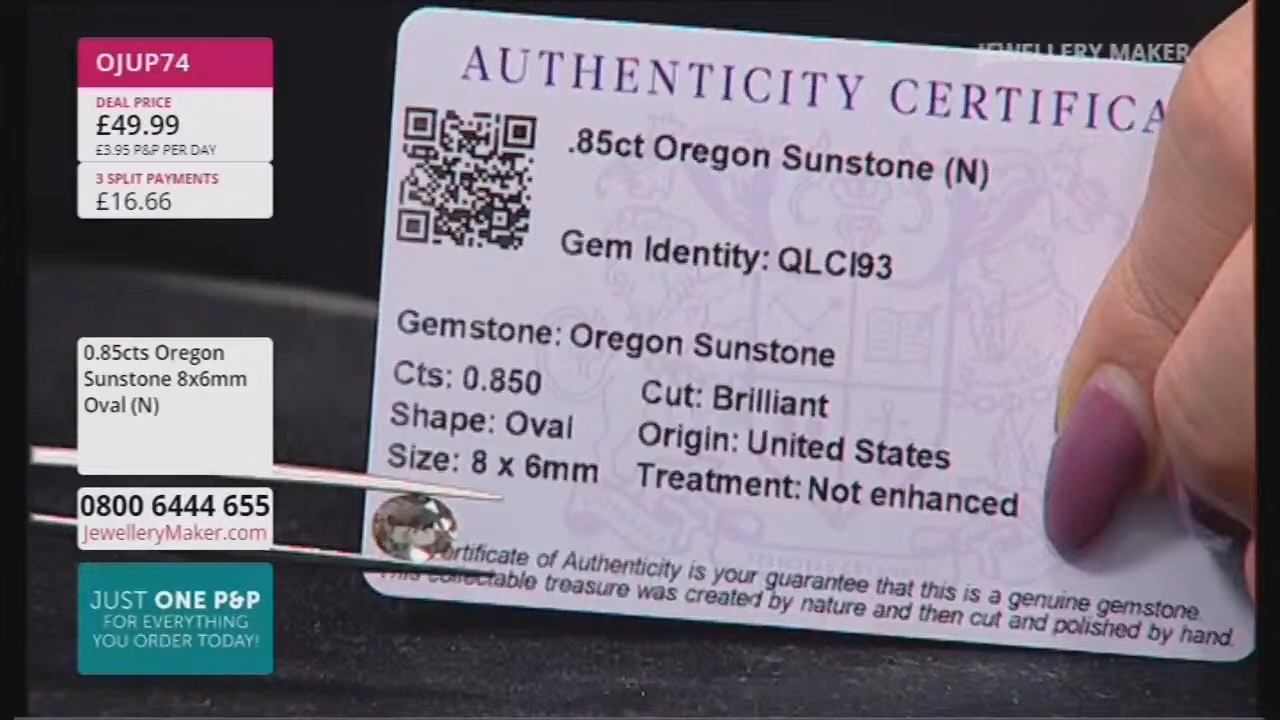 OJUP74
DEAL PRICE
£49.99
£3.95 P&P PER DAY
3 SPLIT PAYMENTS
£16.66
0.85cts Oregon
Sunstone 8x6mm
Oval (N)
0800 6444 655
JewelleryMaker.com
JUST ONE P&P
FOR EVERYTHING
YOU ORDER TODAY!
JEWELLERY MAKER
AUTHENTICITY CERTIFICA
.85ct Oregon Sunstone (N)
Gem Identity: QLCI93
Gemstone: Oregon Sunstone
Cts: 0.850
Cut: Brilliant
Shape: Oval
Origin: United States
Size: 8 x 6mm
Treatment: Not enhanced
ertificate of Authenticity is your guarantee that this is a genuine gemstone.
This collectable treasure was created by nature and then cut and polished by hand.